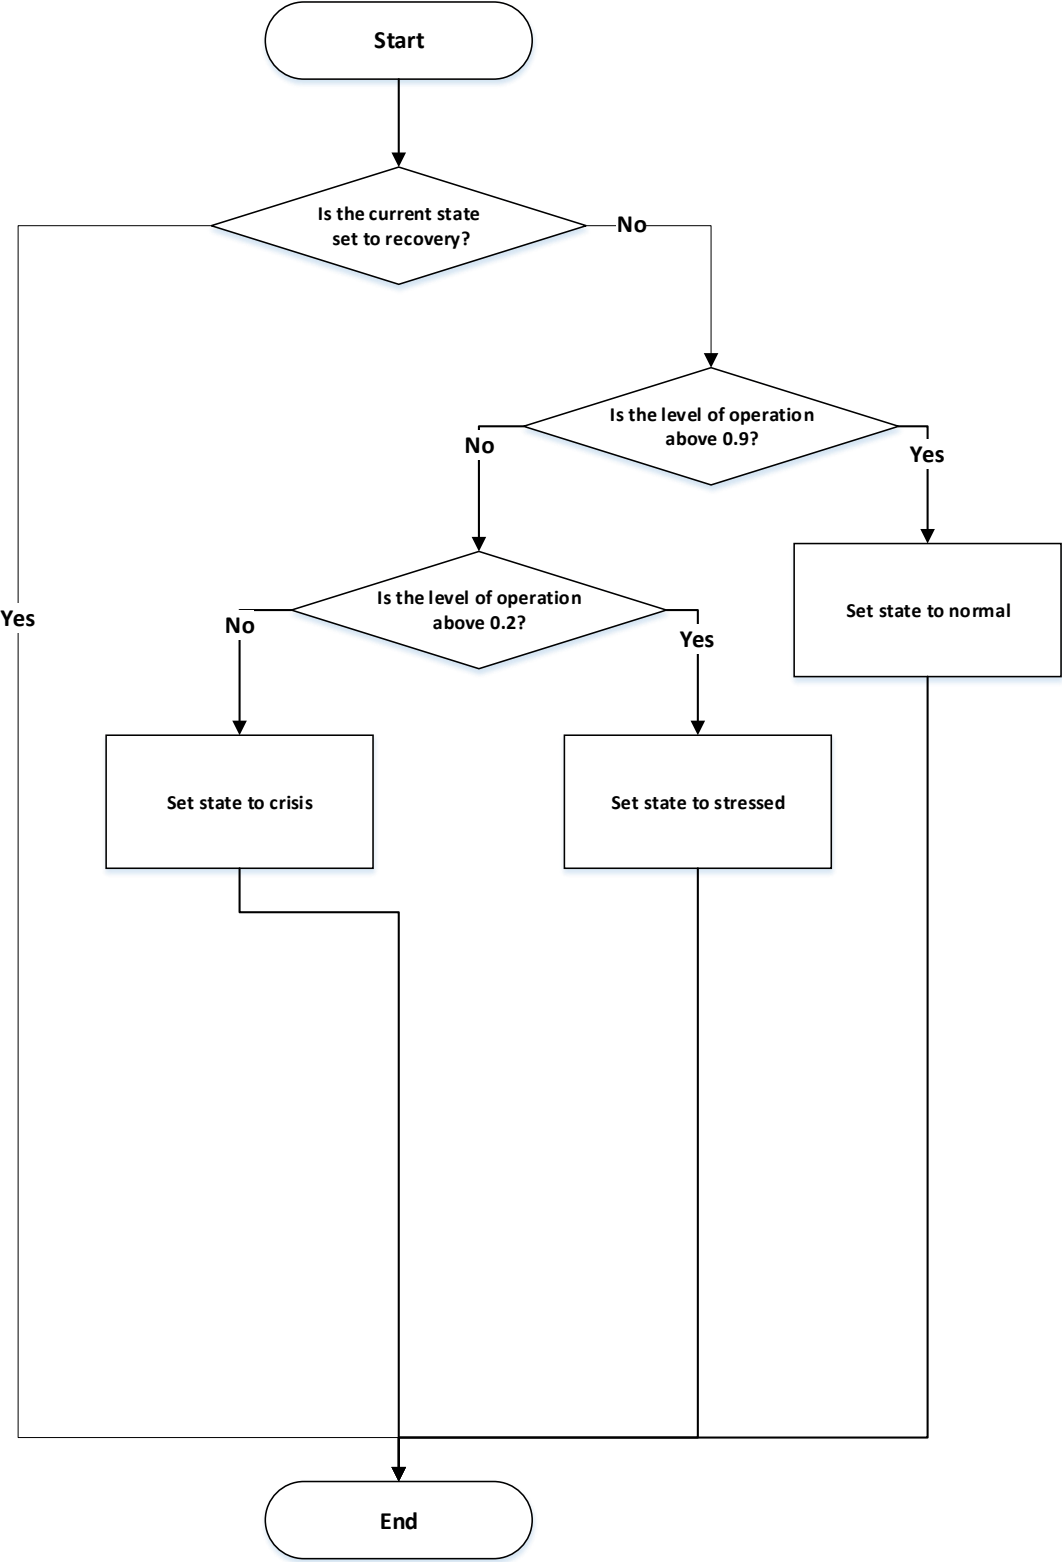 Start
Is the current state
set to recovery?
No
Is the level of operation
above 0.9?
No
Yes
Is the level of operation
above 0.2?
Set state to normal
Yes
No
Yes
Set state to crisis
Set state to stressed
End